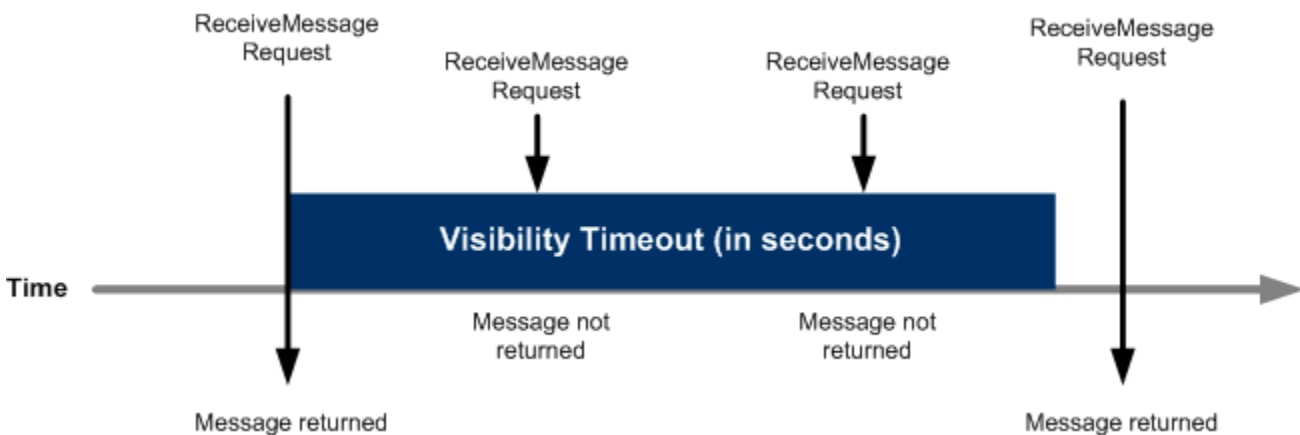 ReceiveMessage
Request
ReceiveMessage
Request
ReceiveMessage
Request
ReceiveMessage
Request
Visibility Timeout (in seconds)
Time
Message not
returned
Message not
returned
Message returned
Message returned